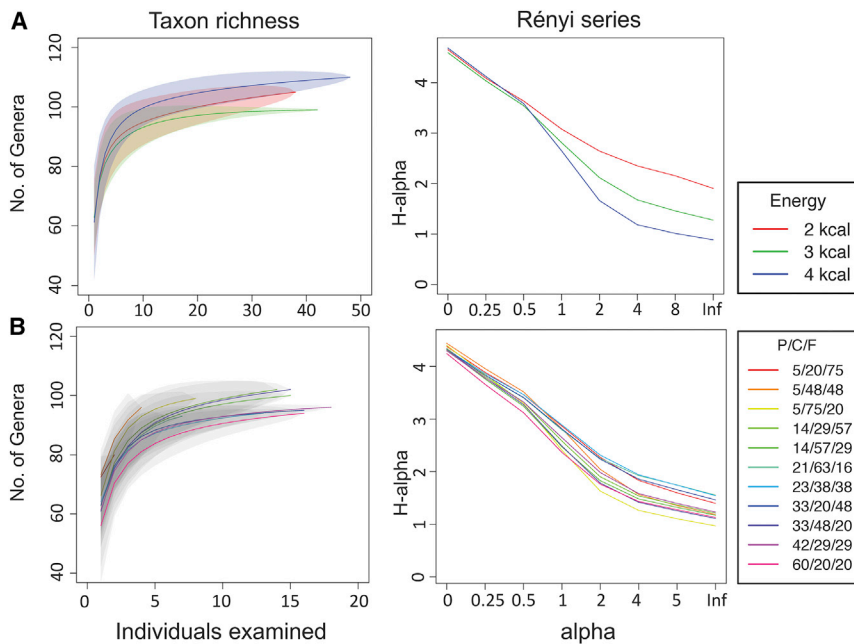 A
Taxon richness
Rényi series
No. of Genera
120
100
80
60
40
0 10 20 30 40 50
H-alpha
4
3
2
1
0
0 0.25 0.5 1 2 4 8 Inf
Energy
2 kcal
3 kcal
4 kcal
B
No. of Genera
120
100
80
60
40
0 5 10 15 20
Individuals examined
H-alpha
4
3
2
1
0
0 0.25 0.5 1 2 4 5 Inf
alpha
P/C/F
5/20/75
5/48/48
5/75/20
14/29/57
14/57/29
21/63/16
23/38/38
33/20/48
33/48/20
42/29/29
60/20/20